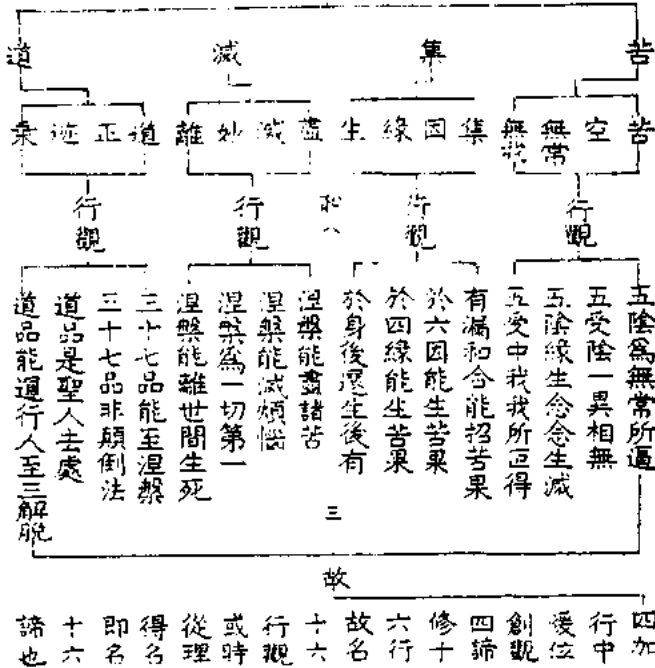 苦
集
滅
道
苦
空
無常
無我
集
因
緣
生
盡
滅
妙
離
道
正
迹
乘
行觀
行觀
行觀
行觀
五陰爲無常所逼
五受陰一異相無
五陰緣生念念生滅
五受中我我所叵得
有漏和合能招苦果
於六因能生苦果
於四緣能生苦果
於身後還生後有
涅槃能盡諸苦
涅槃能滅煩惱
涅槃爲一切第一
涅槃能離世間生死
三十七品能至涅槃
三十七品非顛倒法
道品是聖人去處
道品能運行人至三解脫
三
故
四加
行中
煖位
創觀
四諦
修十
六行
故名
十六
行觀
或時
從理
得名
即名
十六
諦也